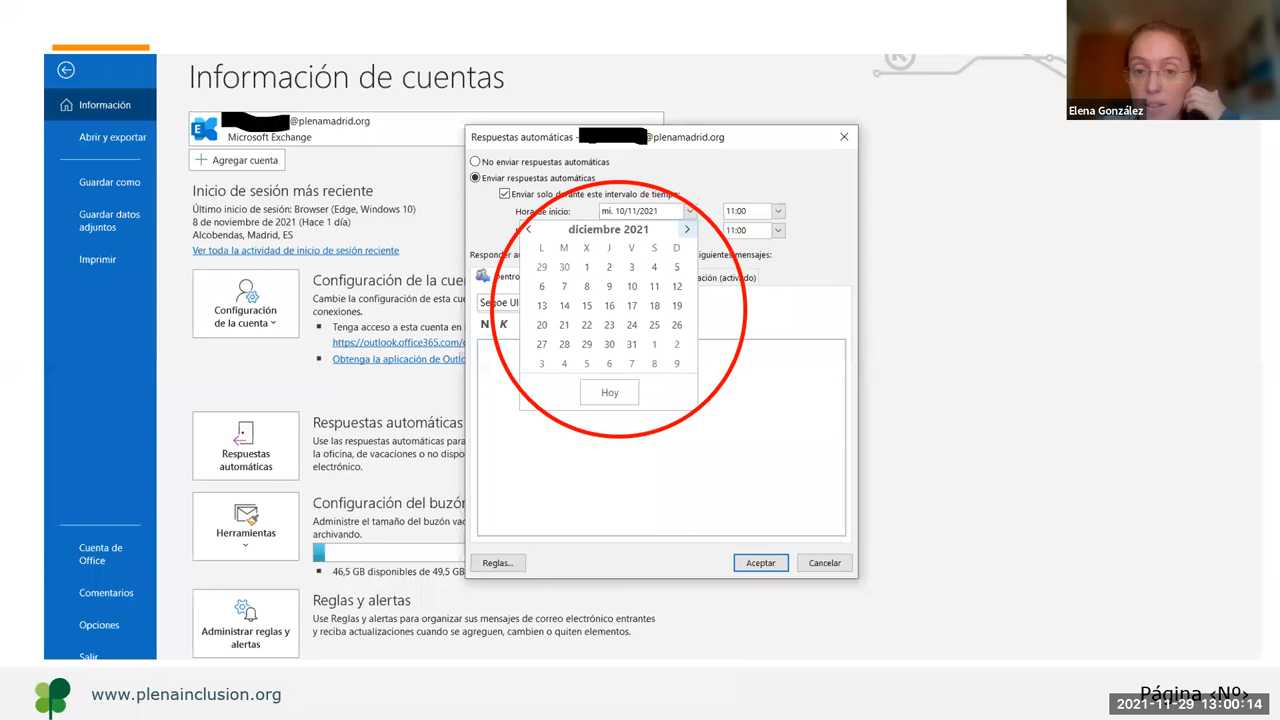 Información de cuentas
@plenamadrid.org
Microsoft Exchange
Agregar cuenta
Inicio de sesión más reciente
Último inicio de sesión: Browser (Edge, Windows 10)
8 de noviembre de 2021 (Hace 1 día)
Alcobendas, Madrid, ES
Ver toda la actividad de inicio de sesión reciente
Información
Abrir y exportar
Guardar como
Guardar datos
adjuntos
Imprimir
Cuenta de
Office
Comentarios
Opciones
Salir
Configuración
de la cuenta
Configuración de la cue
Cambie la configuración de esta cu
conexiones.
Tenga acceso a esta cuenta en
https://outlook.office365.com/
Obtenga la aplicación de Outlo
Respuestas
automáticas
Respuestas automáticas
Use las respuestas automáticas para
la oficina, de vacaciones o no dispo
electrónico.
Herramientas
Configuración del buzón
Administre el tamaño del buzón vac
archivando.
46,5 GB disponibles de 49,5 GB
Administrar reglas y
alertas
Reglas y alertas
Use Reglas y alertas para organizar sus mensajes de correo electrónico entrantes
y reciba actualizaciones cuando se agreguen, cambien o quiten elementos.
Respuestas automáticas - @plenamadrid.org
No enviar respuestas automáticas
Enviar respuestas automáticas
Enviar solo durante este intervalo de tiempo:
Hora de inicio: mi. 10/11/2021 11:00
11:00
Responder au iguientes mensajes:
Dentro ación (activado)
Segoe UI
N K
diciembre 2021
L M X J V S D
29 30 1 2 3 4 5
6 7 8 9 10 11 12
13 14 15 16 17 18 19
20 21 22 23 24 25 26
27 28 29 30 31 1 2
3 4 5 6 7 8 9
Hoy
Reglas...
Aceptar
Cancelar
Elena González
www.plenainclusion.org
Página ‹Nº›
2021-11-29 13:00:14